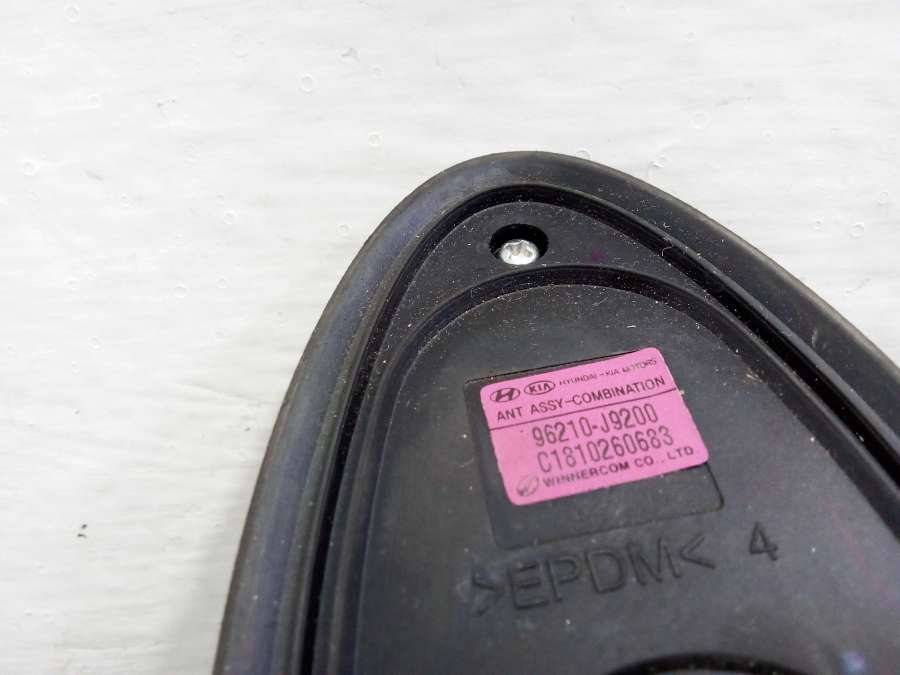 KIA HYUNDAI-KIA MOTORS
ANT ASSY-COMBINATION
96210-J9200
C1810260683
WINNERCOM CO., LTD
>EPDM< 4